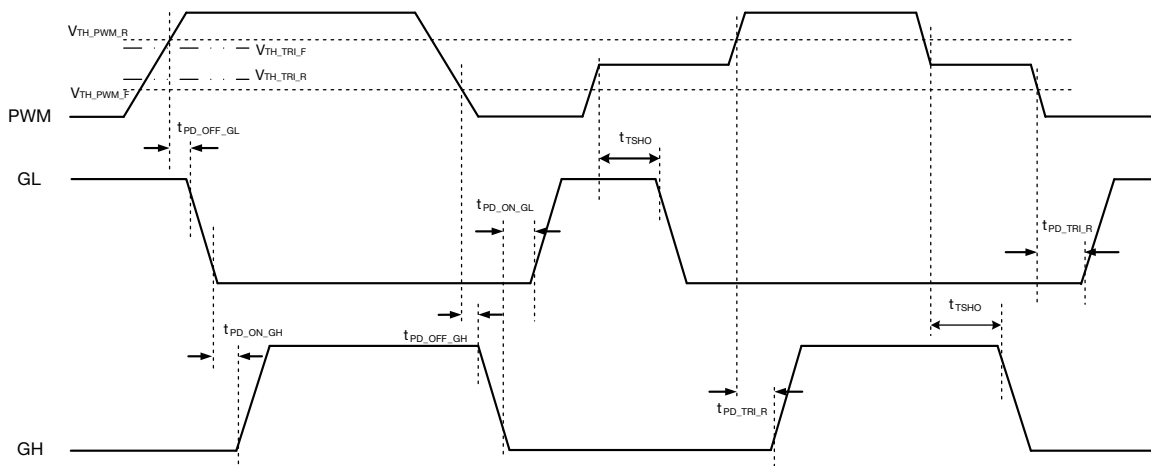 VTH_PWM_R
VTH_TRI_F
VTH_TRI_R
VTH_PWM_F
PWM
tPD_OFF_GL
tTSHO
GL
tPD_ON_GL
tPD_TRI_R
tTSHO
tPD_ON_GH
tPD_OFF_GH
tPD_TRI_R
GH